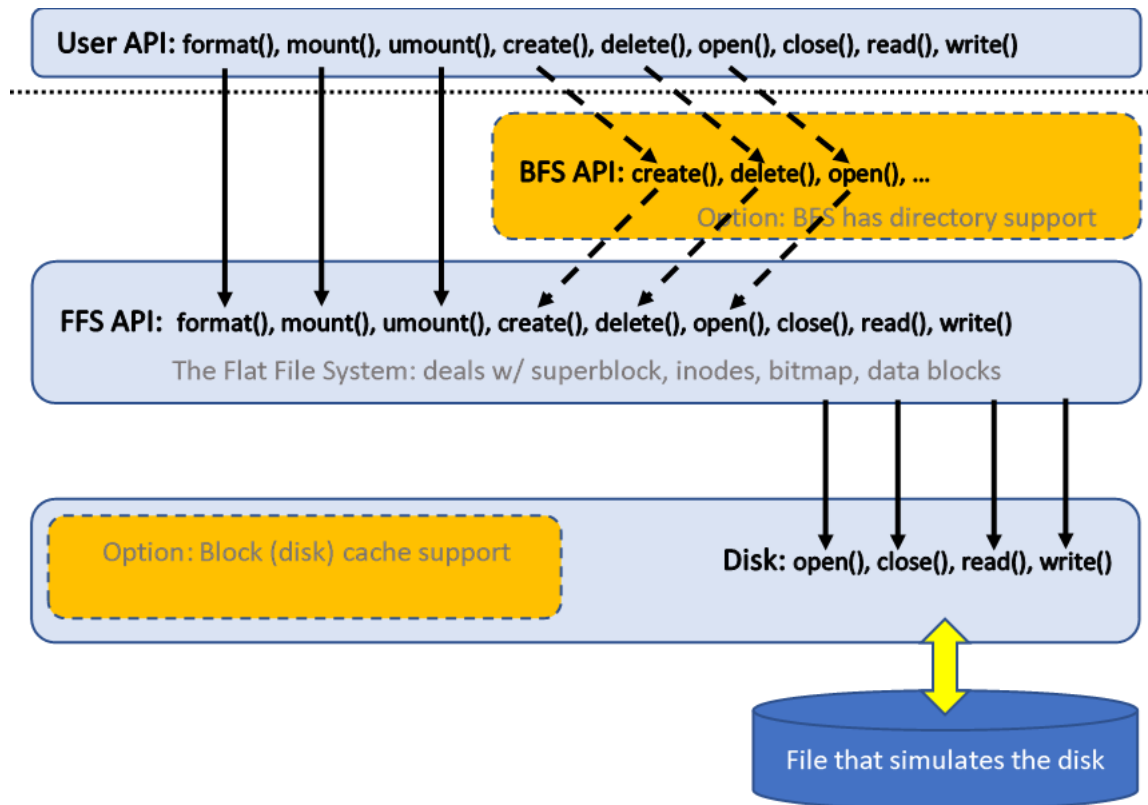 User API: format(), mount(), umount(), create(), delete(), open(), close(), read(), write()
BFS API: create(), delete(), open(), ...
Option: BFS has directory support
FFS API: format(), mount(), umount(), create(), delete(), open(), close(), read(), write()
The Flat File System: deals w/ superblock, inodes, bitmap, data blocks
Option: Block (disk) cache support
Disk: open(), close(), read(), write()
File that simulates the disk